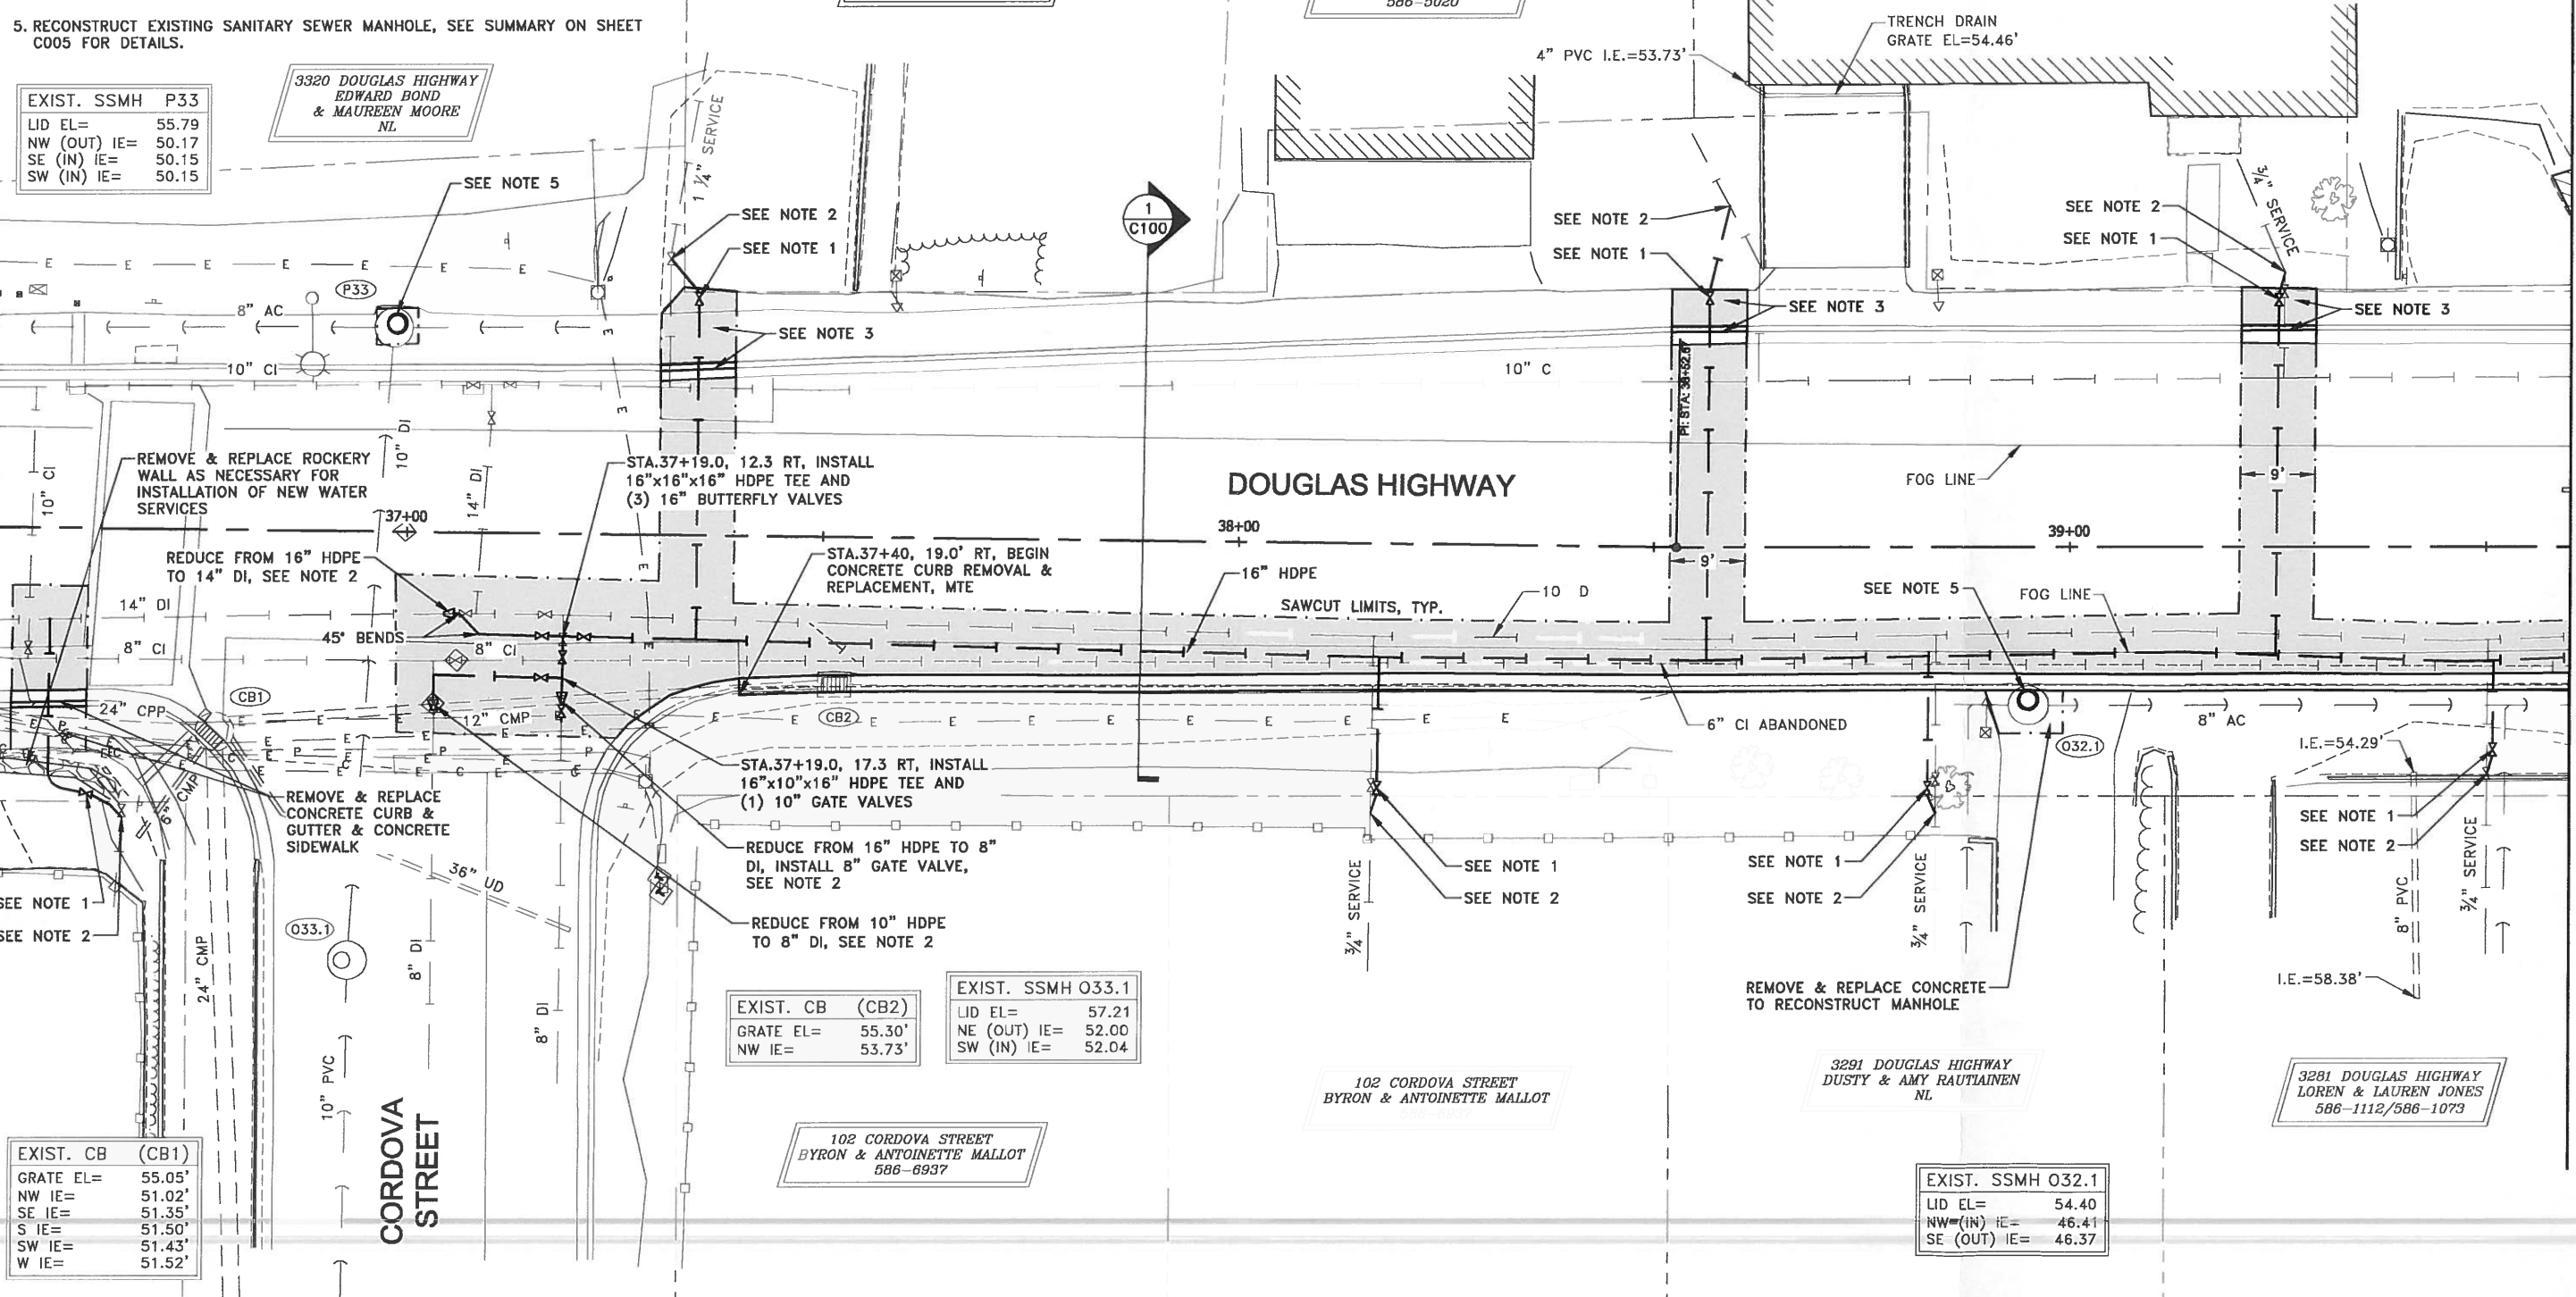 5. RECONSTRUCT EXISTING SANITARY SEWER MANHOLE, SEE SUMMARY ON SHEET
C005 FOR DETAILS.
EXIST. SSMH P33
LID EL= 55.79
NW (OUT) IE= 50.17
SE (IN) IE= 50.15
SW (IN) IE= 50.15
3320 DOUGLAS HIGHWAY
EDWARD BOND
& MAUREEN MOORE
NL
586-5020
TRENCH DRAIN
GRATE EL=54.46'
4" PVC I.E.=53.73'
SEE NOTE 5
1 1/4" SERVICE
SEE NOTE 2
SEE NOTE 1
1
C100
SEE NOTE 2
SEE NOTE 1
SEE NOTE 2
SEE NOTE 1
3/4" SERVICE
P33
8" AC
SEE NOTE 3
SEE NOTE 3
SEE NOTE 3
10" CI
10" C
PI: STA: 38+52.67
10" CI
10" DI
14" DI
REMOVE & REPLACE ROCKERY
WALL AS NECESSARY FOR
INSTALLATION OF NEW WATER
SERVICES
STA.37+19.0, 12.3 RT, INSTALL
16"x16"x16" HDPE TEE AND
(3) 16" BUTTERFLY VALVES
DOUGLAS HIGHWAY
FOG LINE
9'
37+00
38+00
39+00
REDUCE FROM 16" HDPE
TO 14" DI, SEE NOTE 2
STA.37+40, 19.0' RT, BEGIN
CONCRETE CURB REMOVAL &
REPLACEMENT, MTE
16" HDPE
9'
SAWCUT LIMITS, TYP.
10 D
SEE NOTE 5
FOG LINE
14" DI
45° BENDS
8" CI
8" CI
CB1
24" CPP
12" CMP
CB2
6" CI ABANDONED
8" AC
O32.1
I.E.=54.29'
STA.37+19.0, 17.3 RT, INSTALL
16"x10"x16" HDPE TEE AND
(1) 10" GATE VALVES
REMOVE & REPLACE
CONCRETE CURB &
GUTTER & CONCRETE
SIDEWALK
6" CMP
SEE NOTE 1
SEE NOTE 2
REDUCE FROM 16" HDPE TO 8"
DI, INSTALL 8" GATE VALVE,
SEE NOTE 2
SEE NOTE 1
SEE NOTE 2
SEE NOTE 1
SEE NOTE 2
SEE NOTE 1
SEE NOTE 2
36" UD
REDUCE FROM 10" HDPE
TO 8" DI, SEE NOTE 2
O33.1
24" CMP
8" DI
8" DI
10" PVC
3/4" SERVICE
3/4" SERVICE
8" PVC
3/4" SERVICE
I.E.=58.38'
REMOVE & REPLACE CONCRETE
TO RECONSTRUCT MANHOLE
EXIST. CB (CB2)
GRATE EL= 55.30'
NW IE= 53.73'
EXIST. SSMH O33.1
LID EL= 57.21
NE (OUT) IE= 52.00
SW (IN) IE= 52.04
102 CORDOVA STREET
BYRON & ANTOINETTE MALLOT
3291 DOUGLAS HIGHWAY
DUSTY & AMY RAUTIAINEN
NL
3281 DOUGLAS HIGHWAY
LOREN & LAUREN JONES
586-1112/586-1073
CORDOVA
STREET
102 CORDOVA STREET
BYRON & ANTOINETTE MALLOT
586-6937
EXIST. CB (CB1)
GRATE EL= 55.05'
NW IE= 51.02'
SE IE= 51.35'
S IE= 51.50'
SW IE= 51.43'
W IE= 51.52'
EXIST. SSMH O32.1
LID EL= 54.40
NW (IN) IE= 46.41
SE (OUT) IE= 46.37